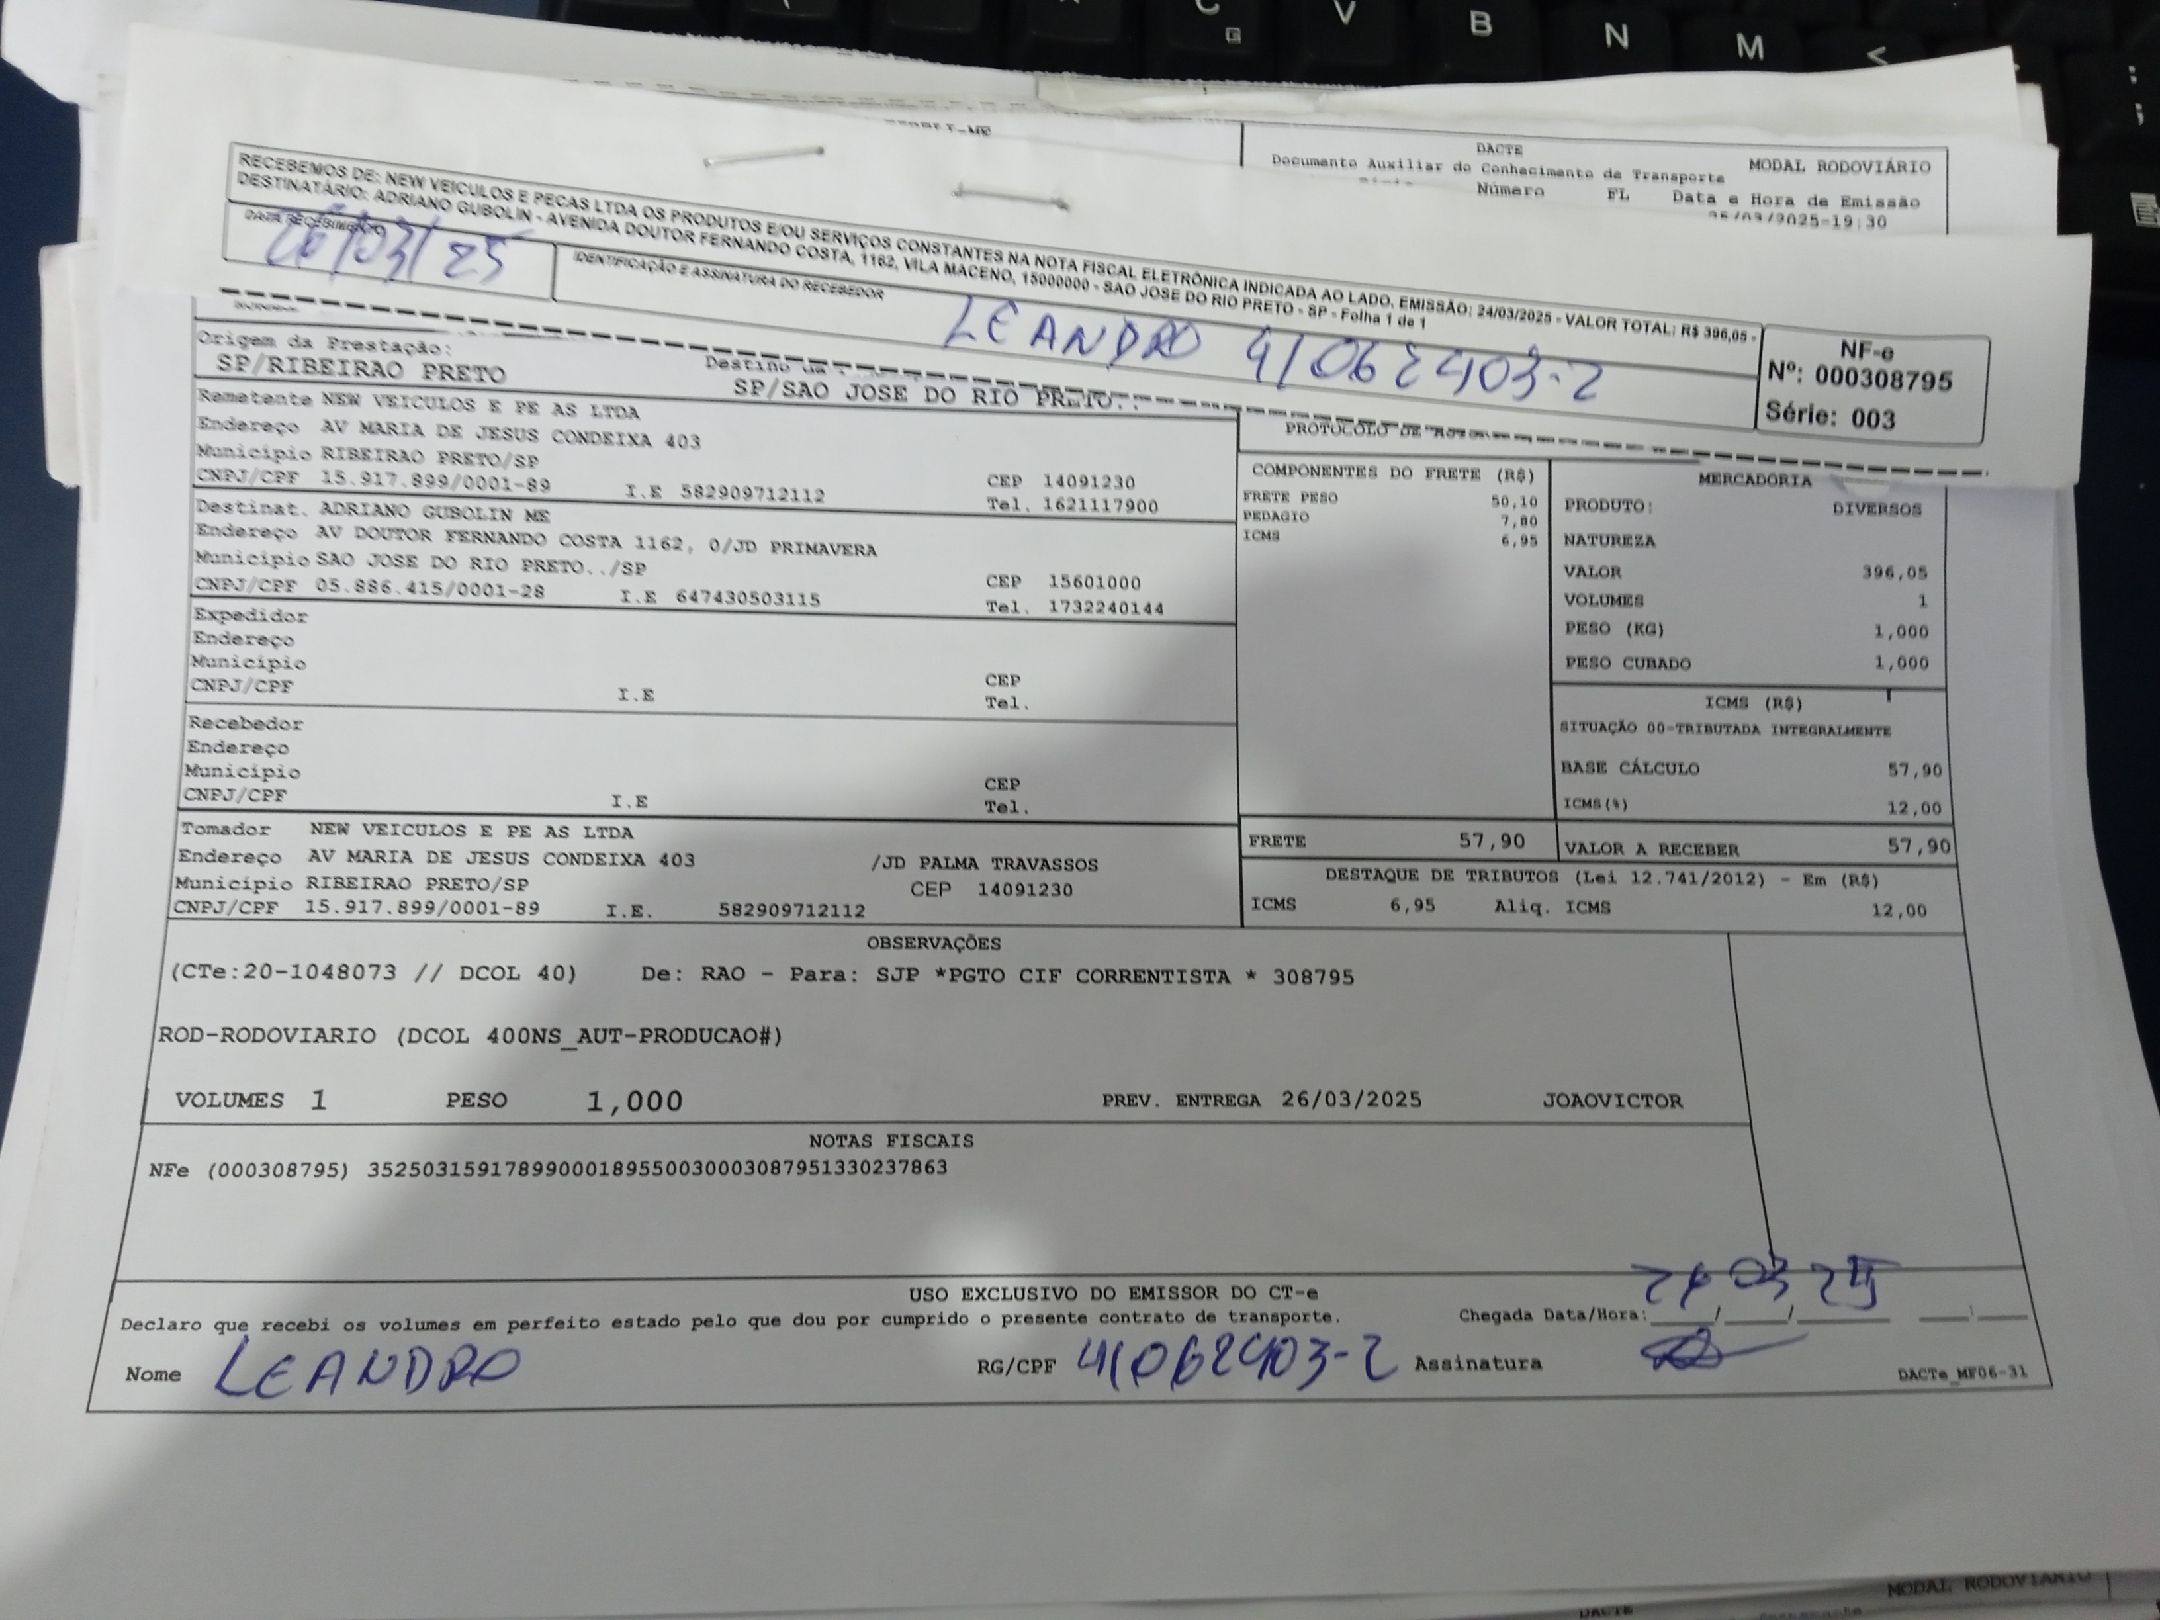 DACTE
MODAL RODOVIÁRIO
Documento Auxiliar do Conhecimento de Transporte
Número FL Data e Hora de Emissão
19:30
RECEBEMOS DE: NEW VEICULOS E PECAS LTDA OS PRODUTOS E/OU SERVIÇOS CONSTANTES NA NOTA FISCAL ELETRÔNICA INDICADA AO LADO. EMISSÃO: 24/03/2025 - VALOR TOTAL: R$ 396,05 -
DESTINATÁRIO: ADRIANO GUBOLIN - AVENIDA DOUTOR FERNANDO COSTA, 1162, VILA MACENO, 15000000 - SAO JOSE DO RIO PRETO - SP - Folha 1 de 1
DATA RECEBIMENTO
26/03/25
IDENTIFICAÇÃO E ASSINATURA DO RECEBEDOR
LEANDRO 41062403-2
NF-e
Nº: 000308795
Série: 003
Origem da Prestação:
SP/RIBEIRAO PRETO
Destino
SP/SAO JOSE DO RIO PRETO..
PROTOCOLO DE
Remetente NEW VEICULOS E PE AS LTDA
Endereço AV MARIA DE JESUS CONDEIXA 403
Município RIBEIRAO PRETO/SP
CEP 14091230
CNPJ/CPF 15.917.899/0001-89 I.E 582909712112
Tel. 1621117900
Destinat. ADRIANO GUBOLIN ME
Endereço AV DOUTOR FERNANDO COSTA 1162, 0/JD PRIMAVERA
Município SAO JOSE DO RIO PRETO../SP
CEP 15601000
CNPJ/CPF 05.886.415/0001-28 I.E 647430503115
Tel. 1732240144
Expedidor
Endereço
Município
CEP
CNPJ/CPF I.E
Tel.
Recebedor
Endereço
Município
CEP
CNPJ/CPF I.E
Tel.
Tomador NEW VEICULOS E PE AS LTDA
Endereço AV MARIA DE JESUS CONDEIXA 403 /JD PALMA TRAVASSOS
Município RIBEIRAO PRETO/SP CEP 14091230
CNPJ/CPF 15.917.899/0001-89 I.E. 582909712112
COMPONENTES DO FRETE (R$)
FRETE PESO 50,10
PEDAGIO 7,80
ICMS 6,95
MERCADORIA
PRODUTO: DIVERSOS
NATUREZA
VALOR 396,05
VOLUMES 1
PESO (KG) 1,000
PESO CUBADO 1,000
ICMS (R$)
SITUAÇÃO 00-TRIBUTADA INTEGRALMENTE
BASE CÁLCULO 57,90
ICMS(%) 12,00
FRETE 57,90
VALOR A RECEBER 57,90
DESTAQUE DE TRIBUTOS (Lei 12.741/2012) - Em (R$)
ICMS 6,95 Aliq. ICMS 12,00
OBSERVAÇÕES
(CTe:20-1048073 // DCOL 40) De: RAO - Para: SJP *PGTO CIF CORRENTISTA * 308795
ROD-RODOVIARIO (DCOL 400NS_AUT-PRODUCAO#)
VOLUMES 1 PESO 1,000 PREV. ENTREGA 26/03/2025 JOAOVICTOR
NOTAS FISCAIS
NFe (000308795) 35250315917899000189550030003087951330237863
USO EXCLUSIVO DO EMISSOR DO CT-e
Declaro que recebi os volumes em perfeito estado pelo que dou por cumprido o presente contrato de transporte.
Chegada Data/Hora: 03 25
Nome LEANDRO
RG/CPF 41062403-2
Assinatura
DACTe_MF06-31
MODAL RODOVIARIO
DACTE